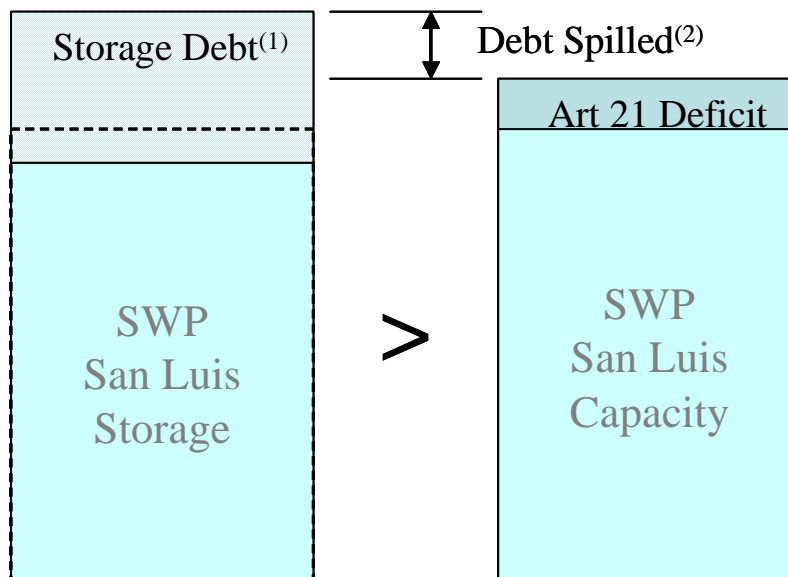 Storage Debt(1)
Debt Spilled(2)
Art 21 Deficit
SWP
San Luis
Storage
>
SWP
San Luis
Capacity